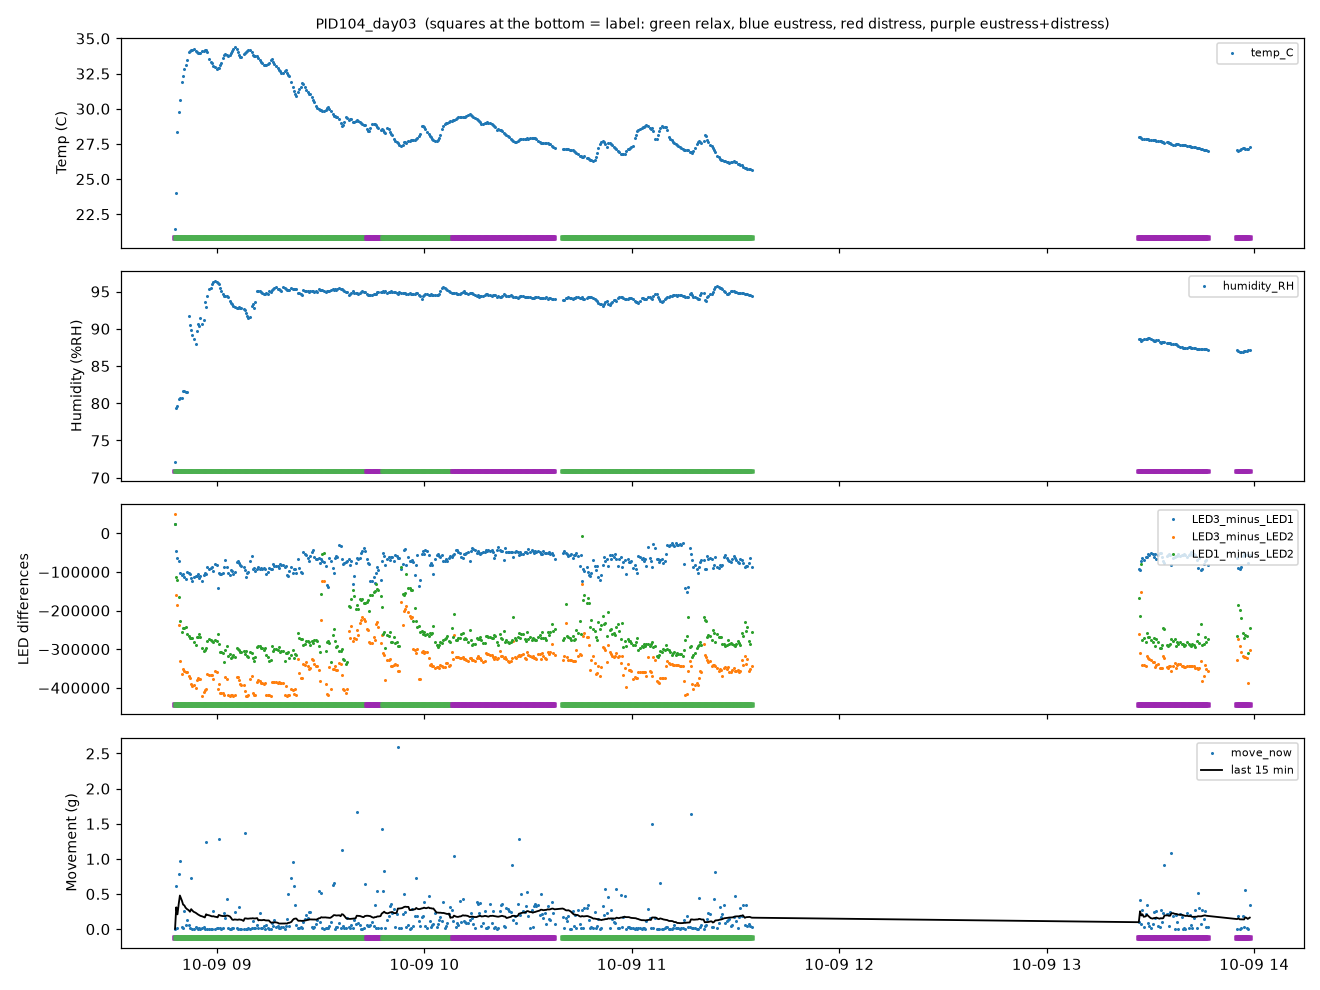 PID104_day03  (squares at the bottom = label: green relax, blue eustress, red distress, purple eustress+distress)
35.0
32.5
30.0
27.5
25.0
22.5
Temp (C)
temp_C
95
90
85
80
75
70
Humidity (%RH)
humidity_RH
0
−100000
−200000
−300000
−400000
LED differences
LED3_minus_LED1
LED3_minus_LED2
LED1_minus_LED2
2.5
2.0
1.5
1.0
0.5
0.0
Movement (g)
move_now
last 15 min
10-09 09
10-09 10
10-09 11
10-09 12
10-09 13
10-09 14